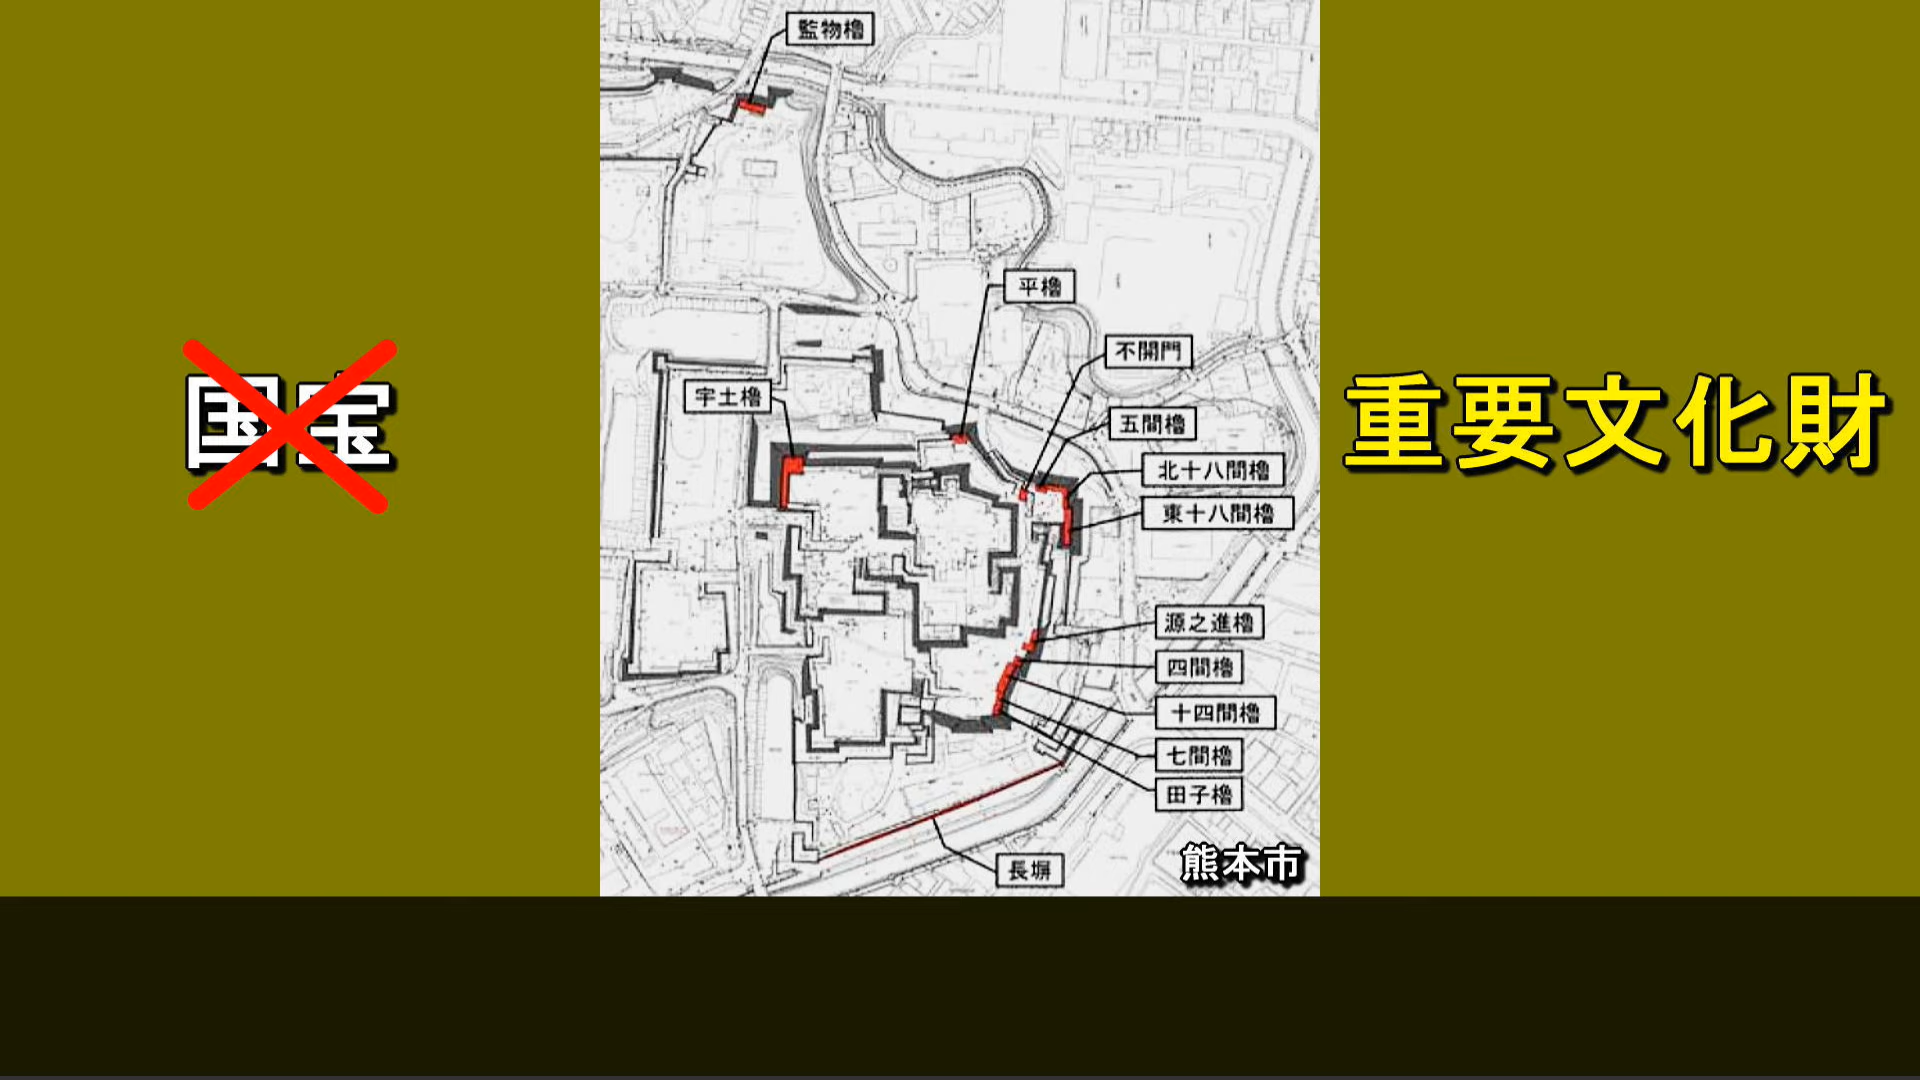 監物櫓
平櫓
不開門
宇土櫓
五間櫓
北十八間櫓
東十八間櫓
国宝
重要文化財
源之進櫓
四間櫓
十四間櫓
七間櫓
田子櫓
長塀
熊本市